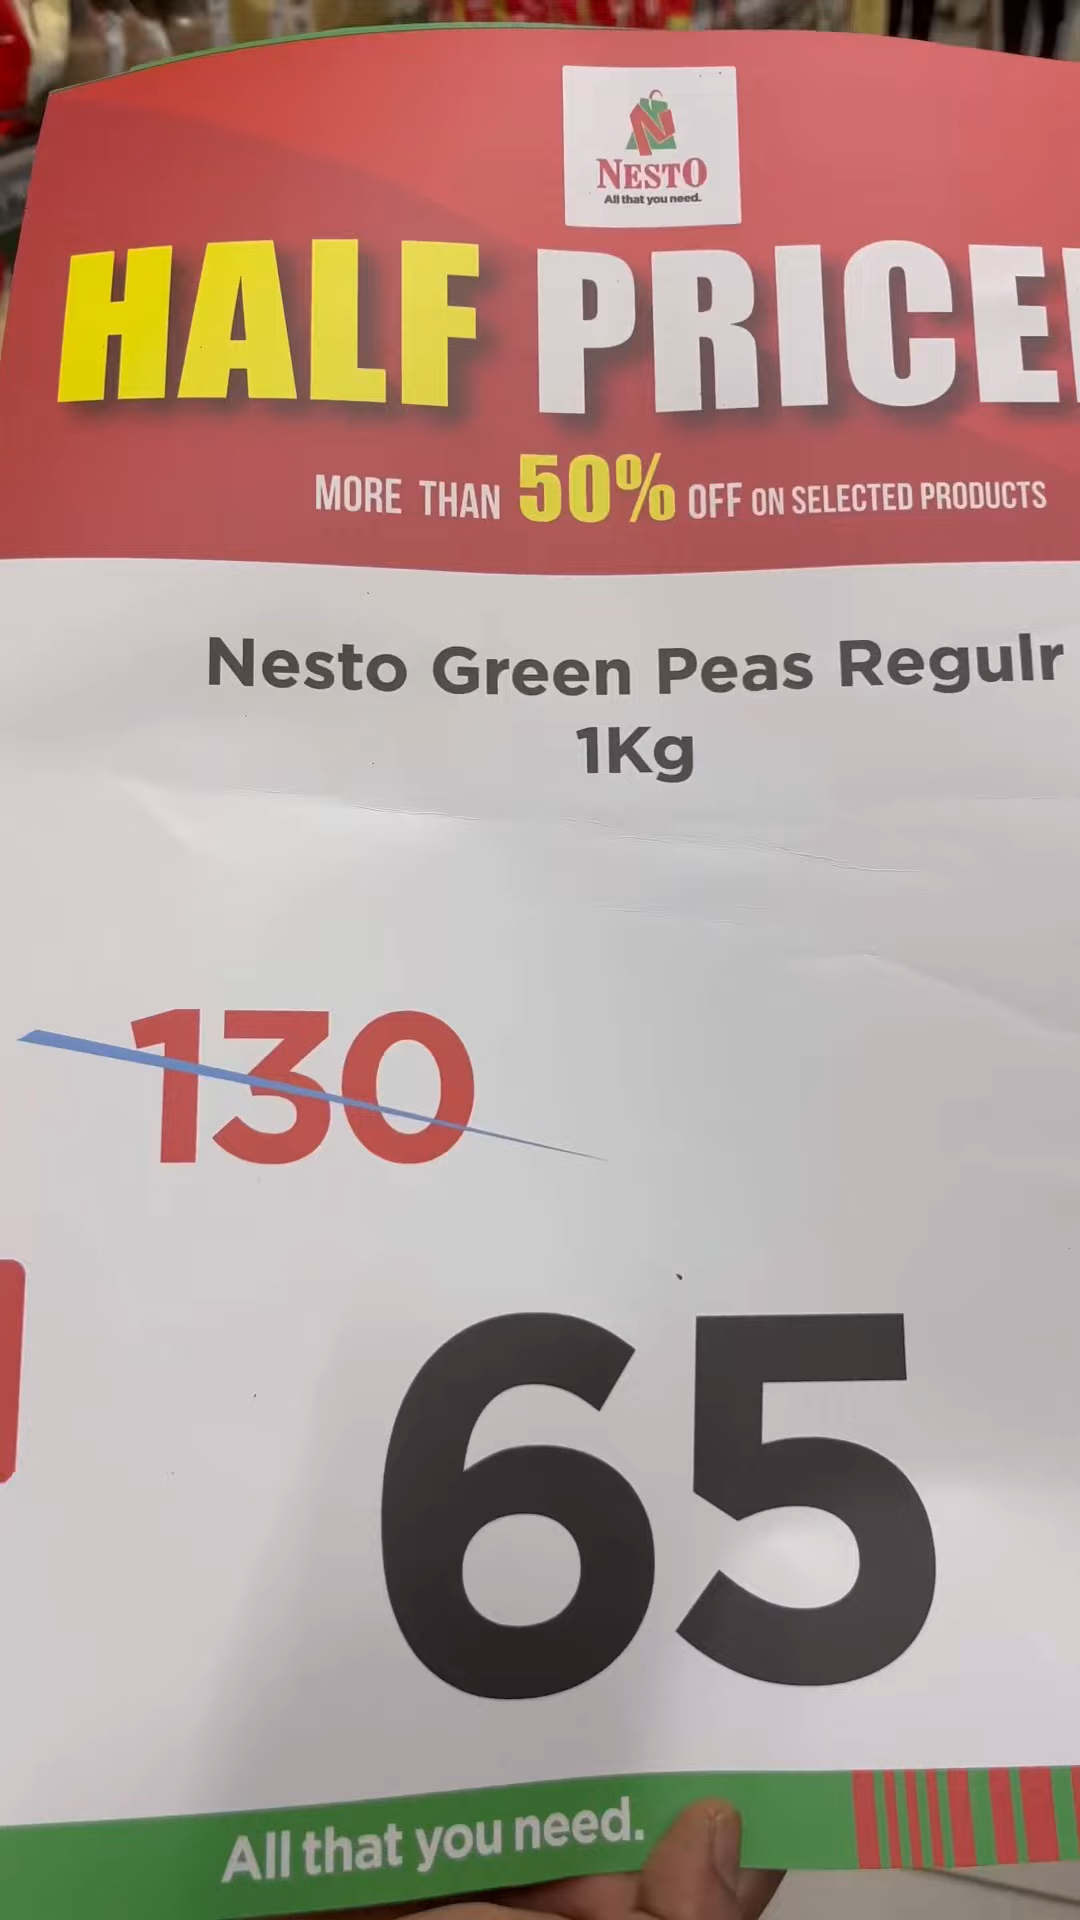 NESTO
All that you need.
HALF PRICE
MORE THAN 50% OFF ON SELECTED PRODUCTS
Nesto Green Peas Regulr
1Kg
130
65
All that you need.